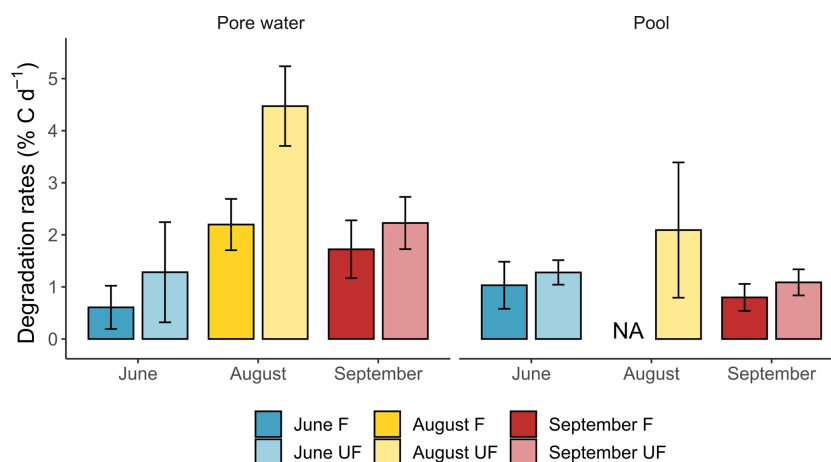 Pore water
Pool
Degradation rates (% C d⁻¹)
5
4
3
2
1
0
NA
June
August
September
June
August
September
June F
August F
September F
June UF
August UF
September UF